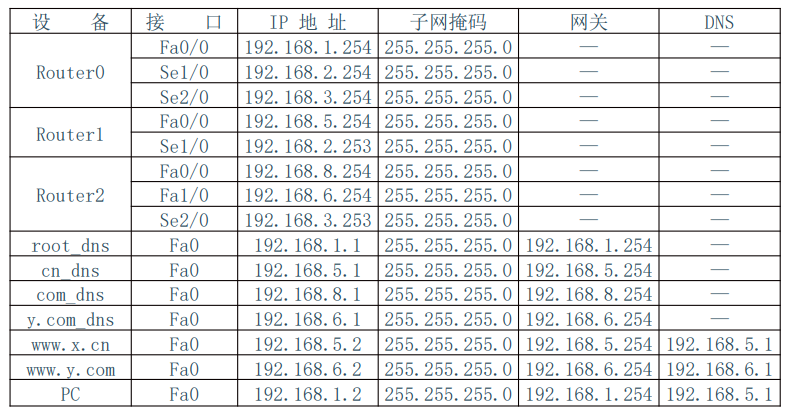 设 备 接 口 IP 地 址 子网掩码 网关 DNS
Router0 Fa0/0 192.168.1.254 255.255.255.0 — —
Se1/0 192.168.2.254 255.255.255.0 — —
Se2/0 192.168.3.254 255.255.255.0 — —
Router1 Fa0/0 192.168.5.254 255.255.255.0 — —
Se1/0 192.168.2.253 255.255.255.0 — —
Router2 Fa0/0 192.168.8.254 255.255.255.0 — —
Fa1/0 192.168.6.254 255.255.255.0 — —
Se2/0 192.168.3.253 255.255.255.0 — —
root_dns Fa0 192.168.1.1 255.255.255.0 192.168.1.254 —
cn_dns Fa0 192.168.5.1 255.255.255.0 192.168.5.254 —
com_dns Fa0 192.168.8.1 255.255.255.0 192.168.8.254 —
y.com_dns Fa0 192.168.6.1 255.255.255.0 192.168.6.254 —
www.x.cn Fa0 192.168.5.2 255.255.255.0 192.168.5.254 192.168.5.1
www.y.com Fa0 192.168.6.2 255.255.255.0 192.168.6.254 192.168.6.1
PC Fa0 192.168.1.2 255.255.255.0 192.168.1.254 192.168.5.1